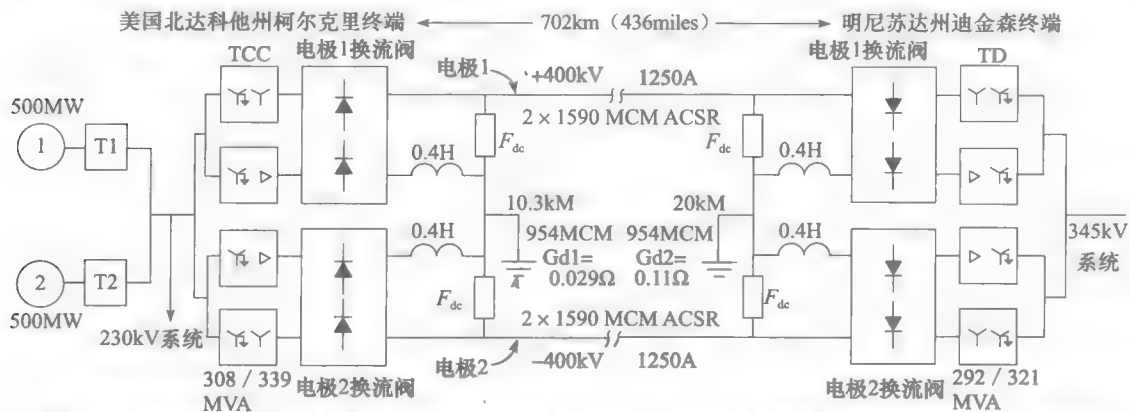 美国北达科他州柯尔克里终端
702km（436miles）
明尼苏达州迪金森终端
TCC
电极1换流阀
电极1
+400kV
1250A
电极1换流阀
TD
500MW
1
T1
2×1590 MCM ACSR
Fdc
Fdc
0.4H
0.4H
10.3kM
20kM
954MCM
954MCM
Gd1=
0.029Ω
Gd2=
0.11Ω
0.4H
0.4H
345kV
系统
2
T2
500MW
230kV系统
Fdc
Fdc
2×1590 MCM ACSR
电极2
−400kV
1250A
308/339
MVA
电极2换流阀
电极2换流阀
292/321
MVA